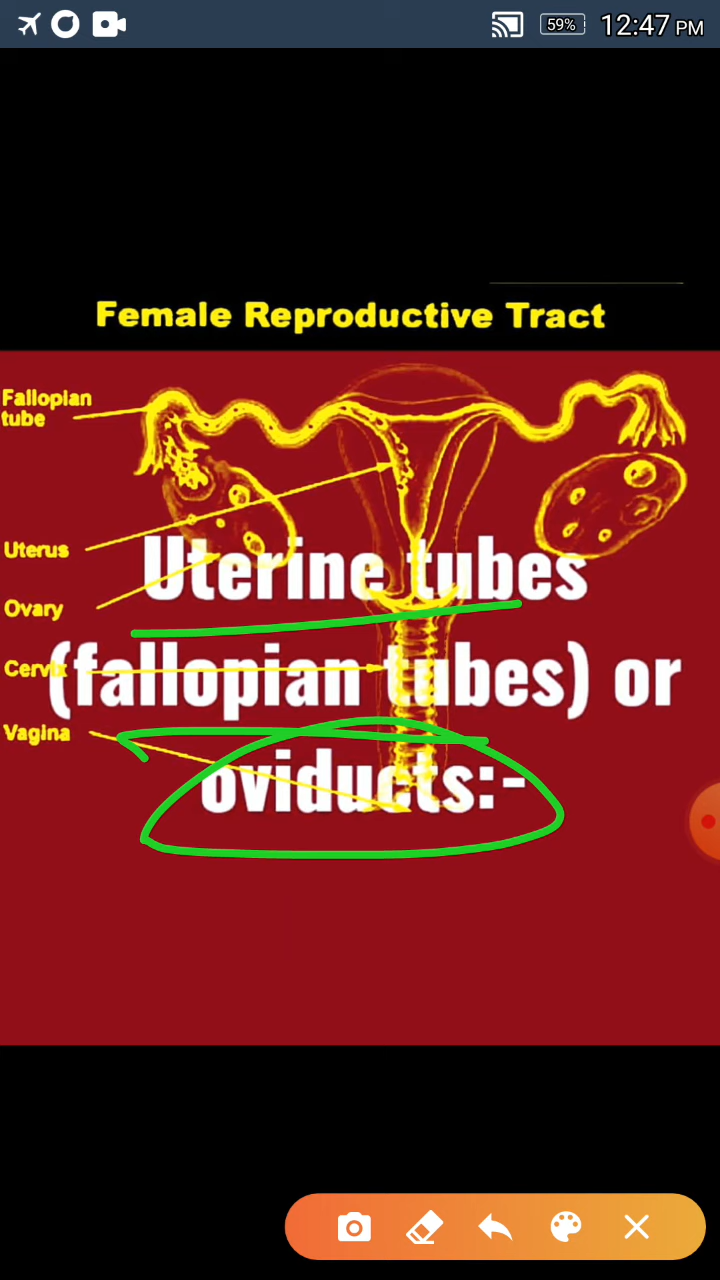 59%
12:47 PM
Female Reproductive Tract
Fallopian
tube
Uterus
Ovary
Cervix
Vagina
Uterine tubes
(fallopian tubes) or
oviducts:-